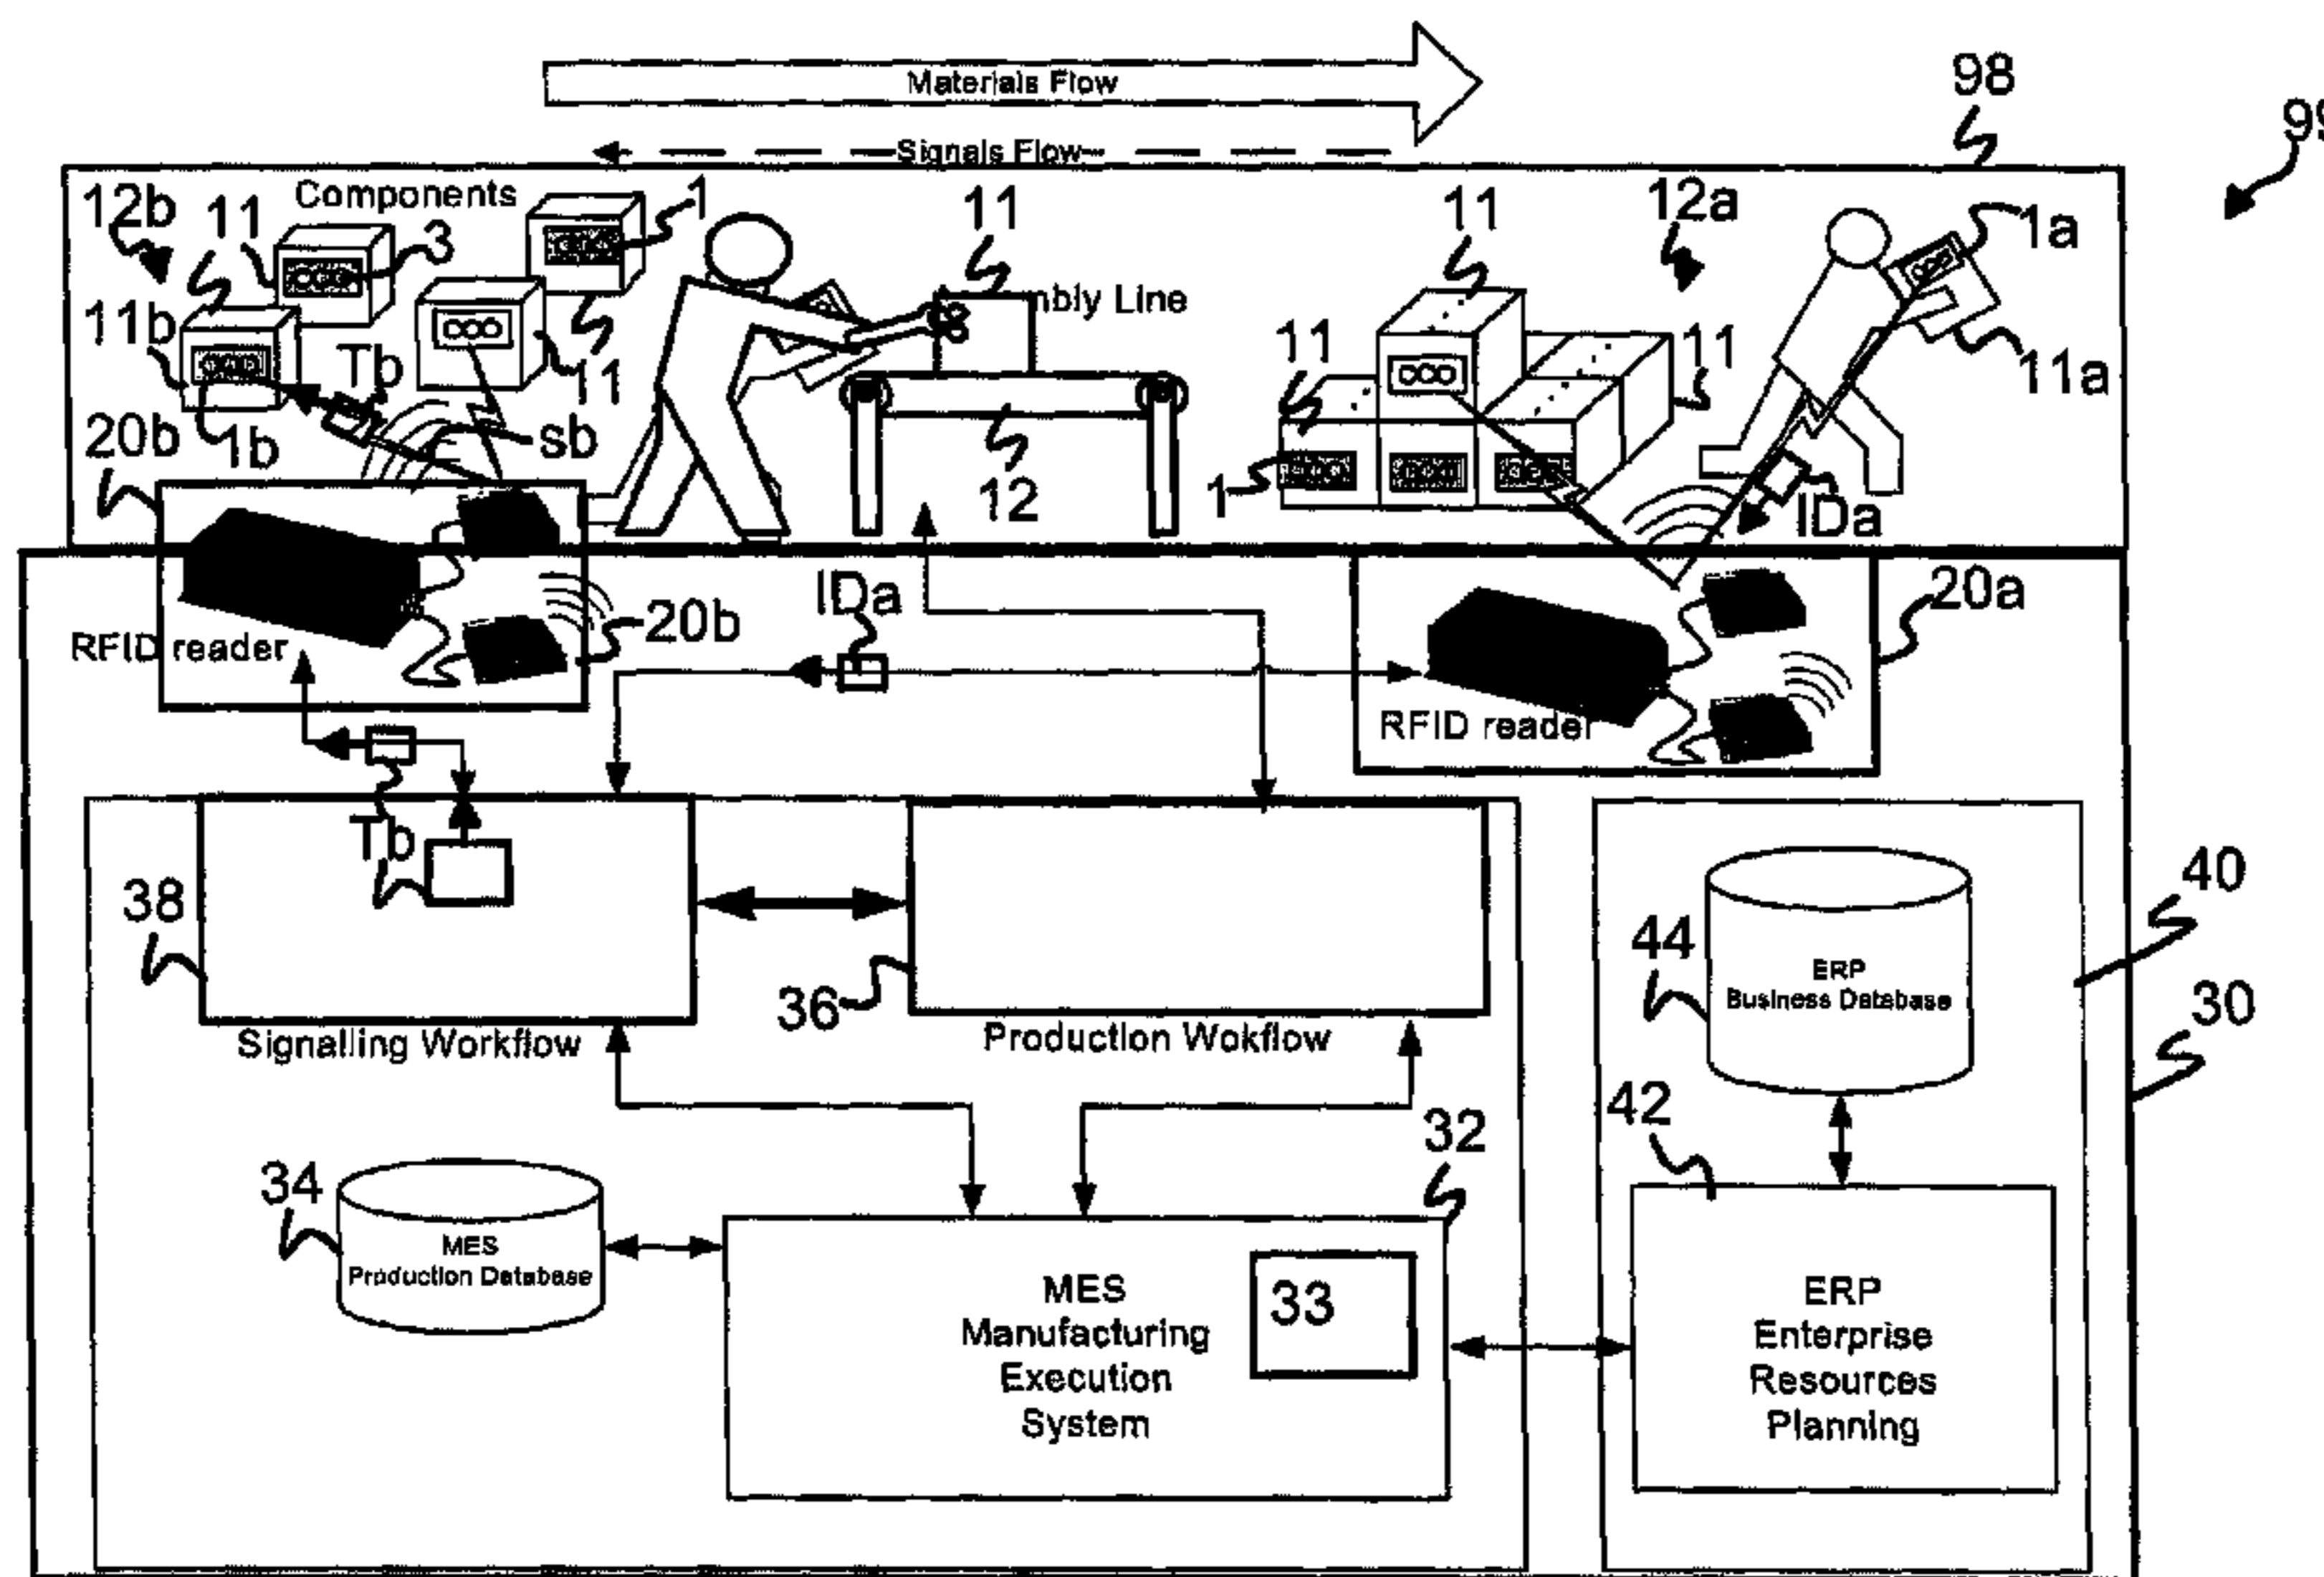 Materials Flow
98
99
Signals Flow
Components
12b
11
1
11
11
12a
1a
3
11
11b
Tb
mbly Line
11
11
11
11a
20b
1b
sb
12
1
IDa
IDa
20a
20b
RFID reader
RFID reader
Tb
38
40
44
ERP
Business Database
36
30
Signalling Workflow
Production Wokflow
42
32
34
MES
Production Database
33
MES
Manufacturing
Execution
System
ERP
Enterprise
Resources
Planning